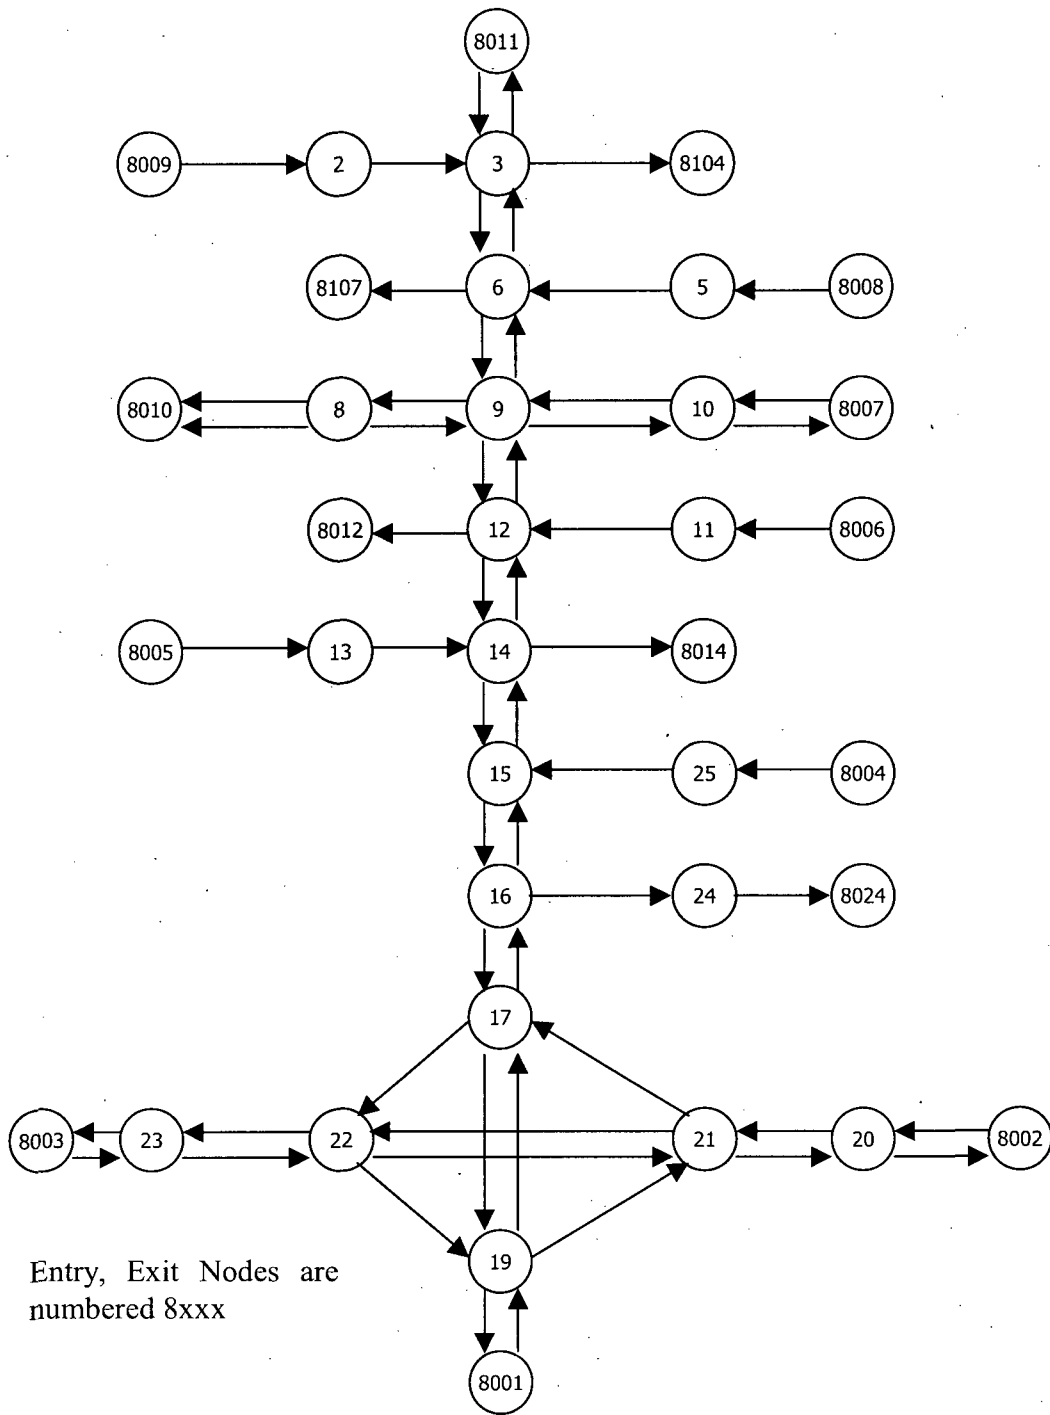 8011
8009 2 3 8104
8107 6 5 8008
8010 8 9 10 8007
8012 12 11 8006
8005 13 14 8014
15 25 8004
16 24 8024
17
8003 23 22 21 20 8002
19
Entry, Exit Nodes are
numbered 8xxx
8001